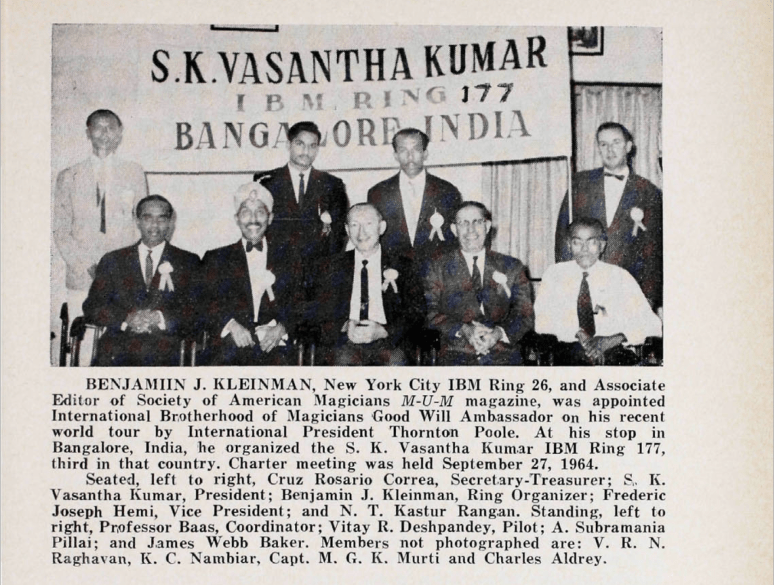 S.K.VASANTHA KUMAR
IBM RING 177
BANGALORE INDIA
BENJAMIIN J. KLEINMAN, New York City IBM Ring 26, and Associate
Editor of Society of American Magicians M-U-M magazine, was appointed
International Brotherhood of Magicians Good Will Ambassador on his recent
world tour by International President Thornton Poole. At his stop in
Bangalore, India, he organized the S. K. Vasantha Kumar IBM Ring 177,
third in that country. Charter meeting was held September 27, 1964.
Seated, left to right, Cruz Rosario Correa, Secretary-Treasurer; S. K.
Vasantha Kumar, President; Benjamin J. Kleinman, Ring Organizer; Frederic
Joseph Hemi, Vice President; and N. T. Kastur Rangan. Standing, left to
right, Professor Baas, Coordinator; Vitay R. Deshpandey, Pilot; A. Subramania
Pillai; and James Webb Baker. Members not photographed are: V. R. N.
Raghavan, K. C. Nambiar, Capt. M. G. K. Murti and Charles Aldrey.